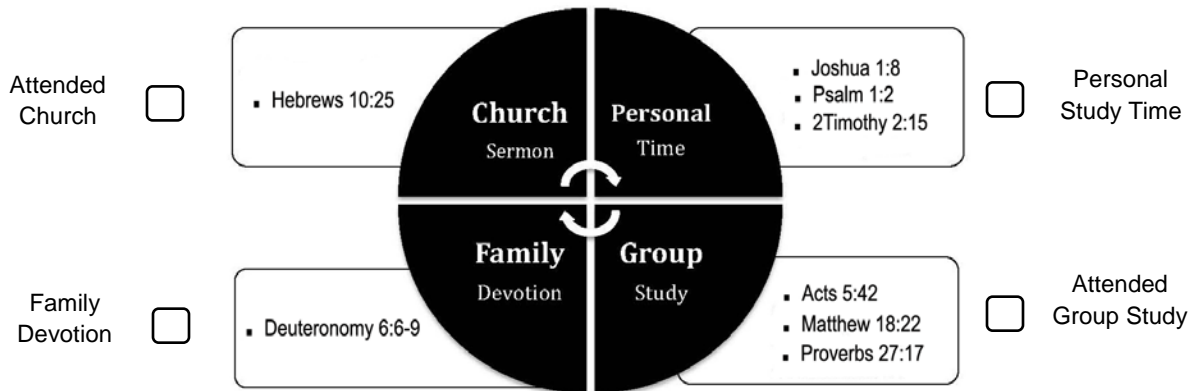 Attended
Church
▪ Hebrews 10:25
Church
Sermon
Personal
Time
▪ Joshua 1:8
▪ Psalm 1:2
▪ 2Timothy 2:15
Personal
Study Time
Family
Devotion
▪ Deuteronomy 6:6-9
Family
Devotion
Group
Study
▪ Acts 5:42
▪ Matthew 18:22
▪ Proverbs 27:17
Attended
Group Study